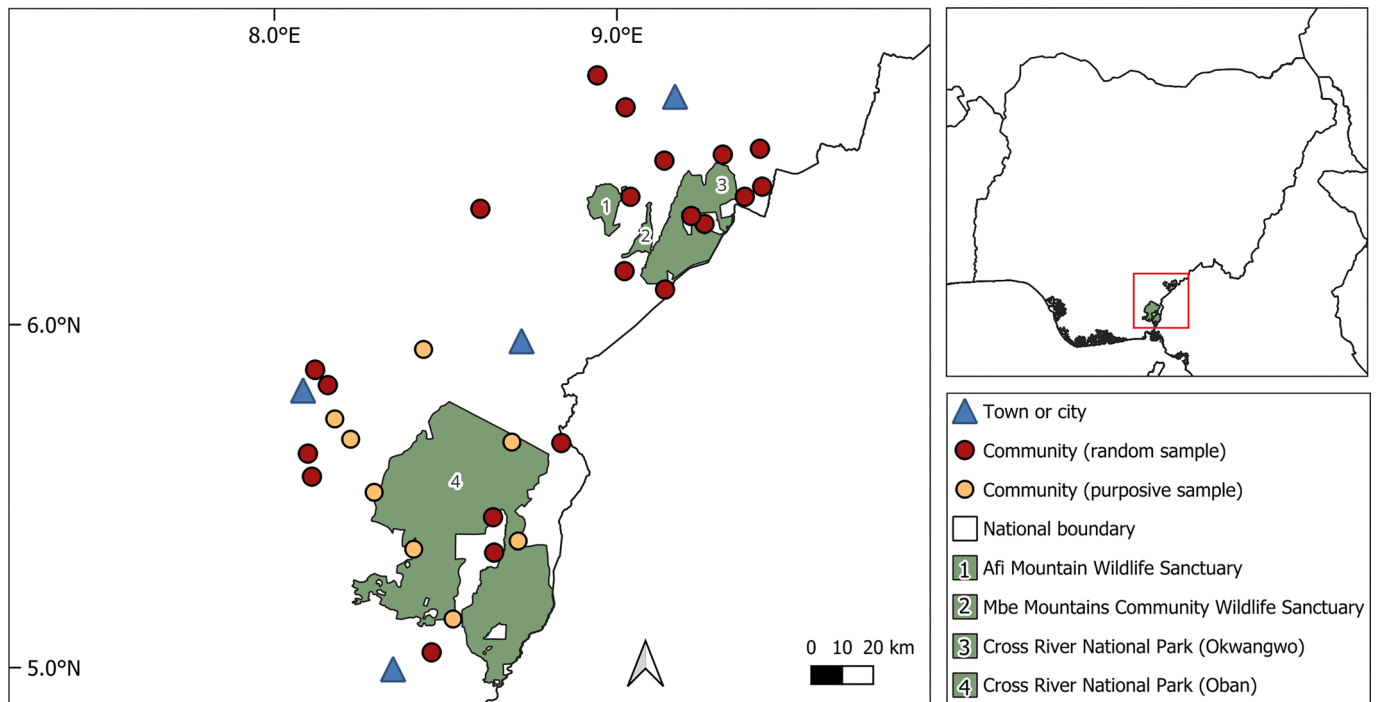 8.0°E
9.0°E
6.0°N
5.0°N
1
2
3
4
0 10 20 km
Town or city
Community (random sample)
Community (purposive sample)
National boundary
1 Afi Mountain Wildlife Sanctuary
2 Mbe Mountains Community Wildlife Sanctuary
3 Cross River National Park (Okwangwo)
4 Cross River National Park (Oban)